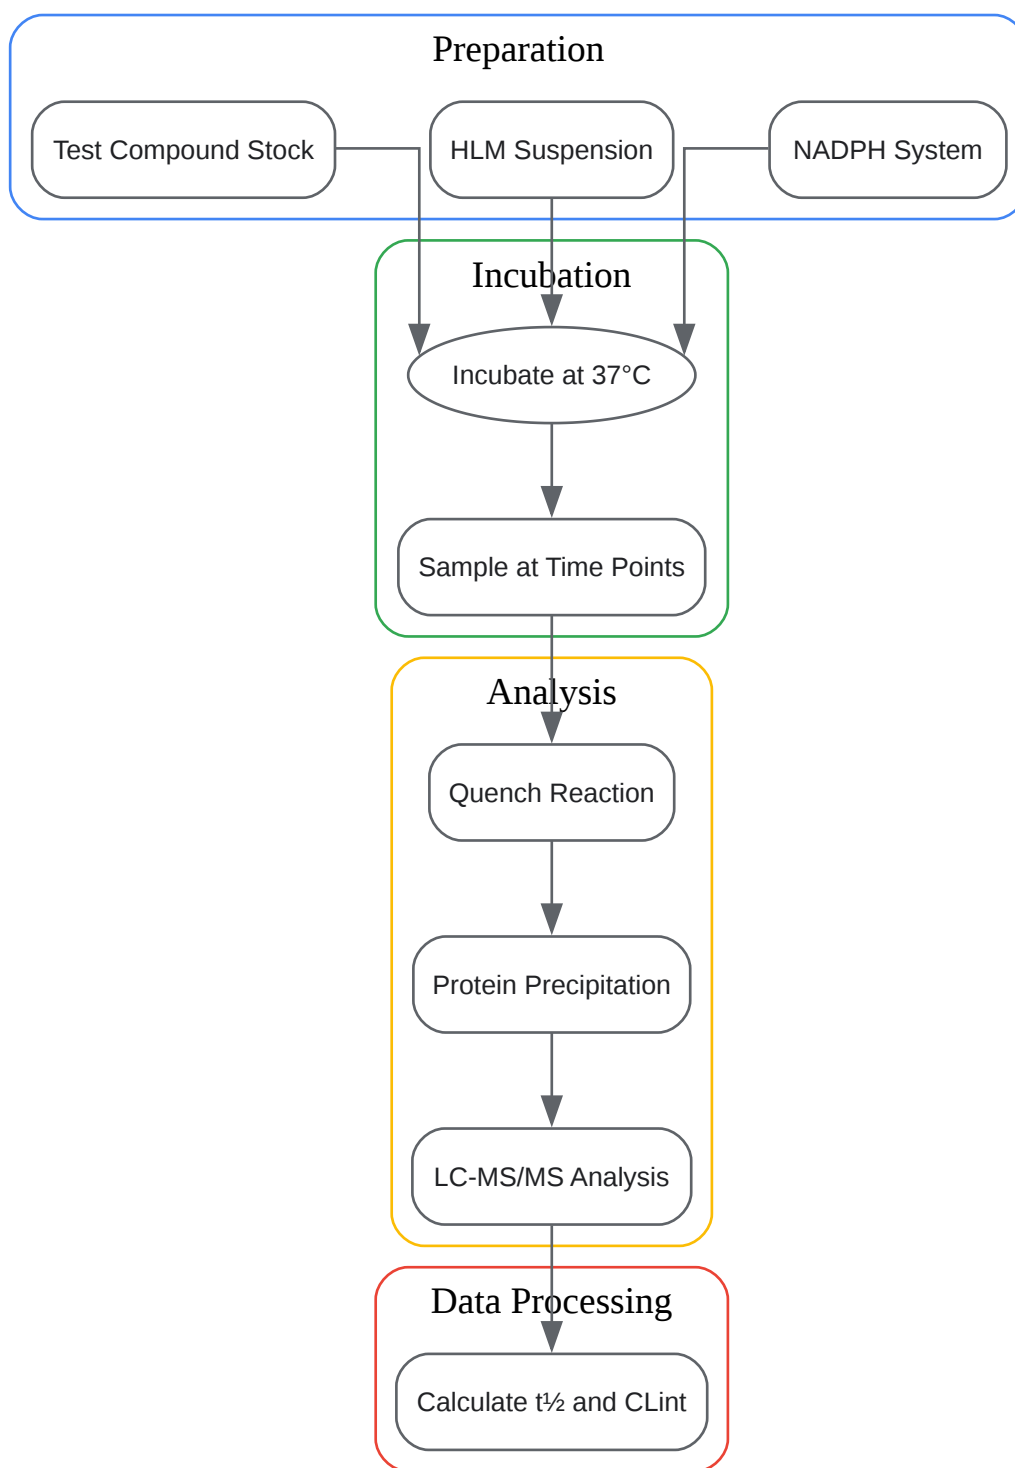 Preparation
Test Compound Stock
HLM Suspension
NADPH System
Incubation
Incubate at 37°C
Sample at Time Points
Analysis
Quench Reaction
Protein Precipitation
LC-MS/MS Analysis
Data Processing
Calculate t½ and CLint